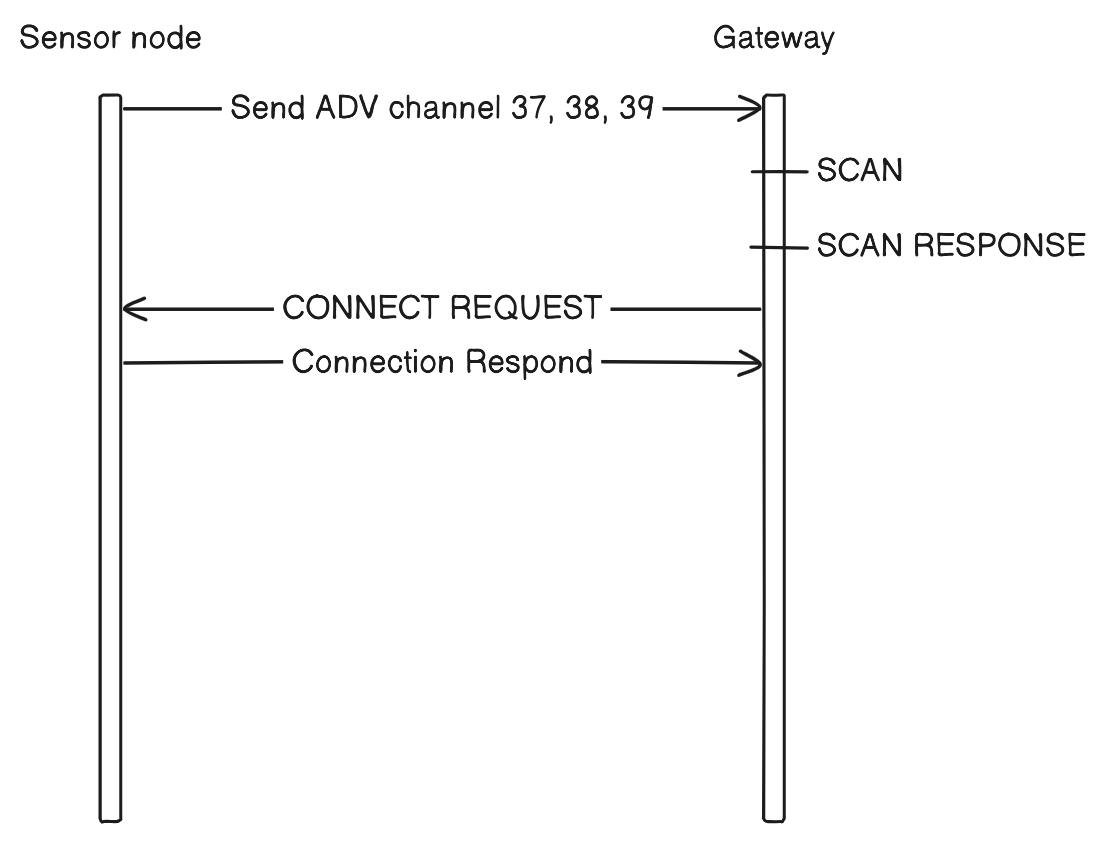 Sensor node
Gateway
Send ADV channel 37, 38, 39
SCAN
SCAN RESPONSE
CONNECT REQUEST
Connection Respond